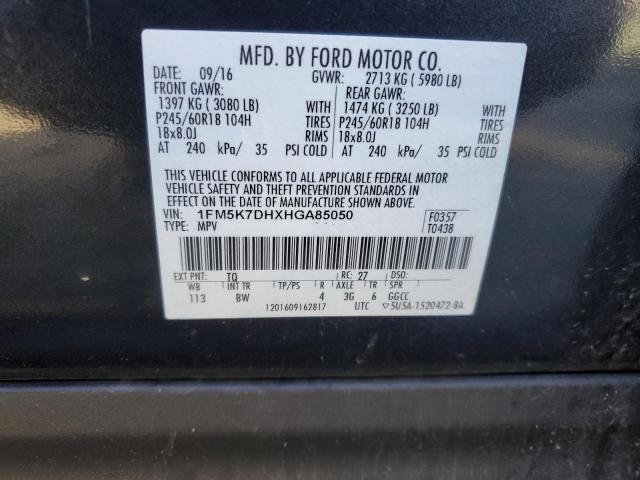 MFD. BY FORD MOTOR CO.
DATE: 09/16 GVWR: 2713 KG ( 5980 LB)
FRONT GAWR: REAR GAWR:
1397 KG ( 3080 LB) WITH 1474 KG ( 3250 LB) WITH
P245/60R18 104H TIRES P245/60R18 104H TIRES
18x8.0J RIMS 18x8.0J RIMS
AT 240 kPa/ 35 PSI COLD AT 240 kPa/ 35 PSI COLD
THIS VEHICLE CONFORMS TO ALL APPLICABLE FEDERAL MOTOR
VEHICLE SAFETY AND THEFT PREVENTION STANDARDS IN
EFFECT ON THE DATE OF MANUFACTURE SHOWN ABOVE.
VIN: 1FM5K7DHXHGA85050 F0357
TYPE: MPV T0438
EXT PNT: TQ RC: 27 DSO:
WB INT TR TP/PS R AXLE TR SPR
113 BW 4 3G 6 GGCC
1201609162817 UTC ▽5U5A-1520472-BA